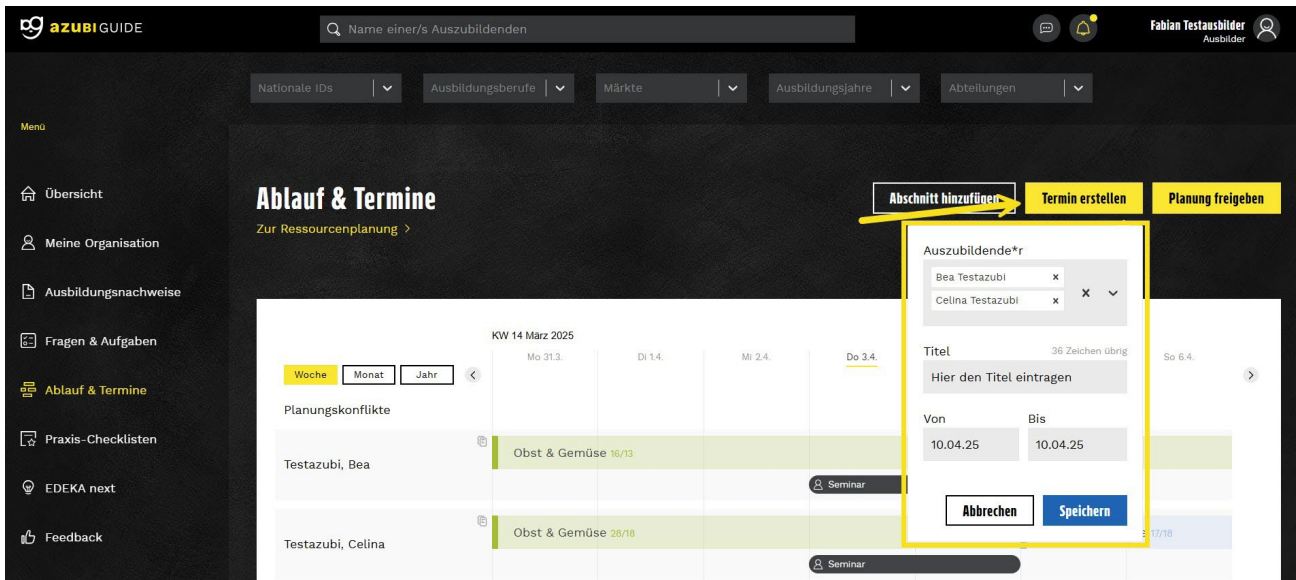 azubiGUIDE
Name einer/s Auszubildenden
Fabian Testausbilder
Ausbilder
Nationale IDs
Ausbildungsberufe
Märkte
Ausbildungsjahre
Abteilungen
Menü
Übersicht
Meine Organisation
Ausbildungsnachweise
Fragen & Aufgaben
Ablauf & Termine
Praxis-Checklisten
EDEKA next
Feedback
Ablauf & Termine
Zur Ressourcenplanung >
Abschnitt hinzufügen
Termin erstellen
Planung freigeben
Auszubildende*r
Bea Testazubi x
Celina Testazubi x
Titel
36 Zeichen übrig
Hier den Titel eintragen
Von
Bis
10.04.25
10.04.25
Abbrechen
Speichern
KW 14 März 2025
Mo 31.3.
Di 1.4.
Mi 2.4.
Do 3.4.
So 6.4.
Woche
Monat
Jahr
Planungskonflikte
Testazubi, Bea
Obst & Gemüse 16/13
Seminar
Testazubi, Celina
Obst & Gemüse 28/18
17/18
Seminar